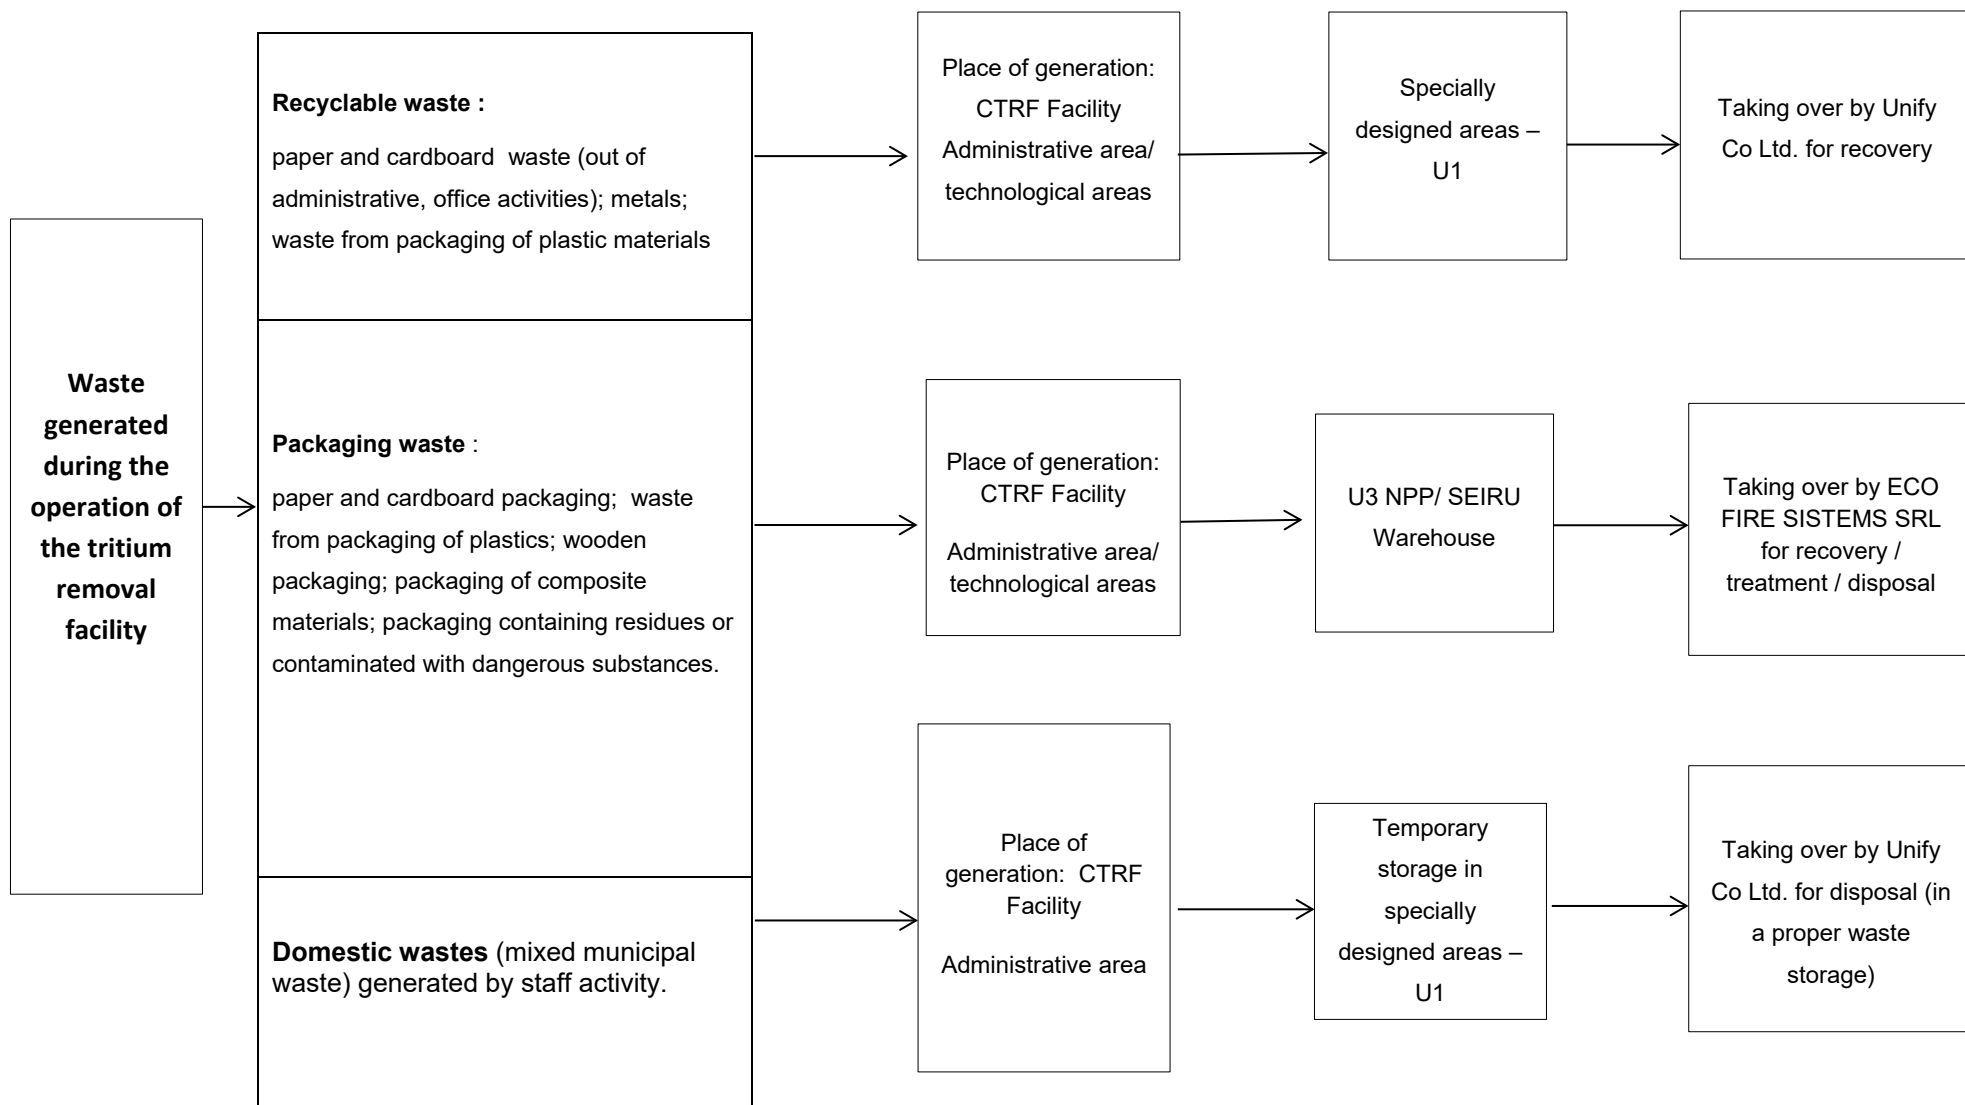 Waste
generated
during the
operation of
the tritium
removal
facility
Recyclable waste :
paper and cardboard  waste (out of
administrative, office activities); metals;
waste from packaging of plastic materials
Place of generation:
CTRF Facility
Administrative area/
technological areas
Specially
designed areas –
U1
Taking over by Unify
Co Ltd. for recovery
Packaging waste :
paper and cardboard packaging;  waste
from packaging of plastics; wooden
packaging; packaging of composite
materials; packaging containing residues or
contaminated with dangerous substances.
Place of generation:
CTRF Facility
Administrative area/
technological areas
U3 NPP/ SEIRU
Warehouse
Taking over by ECO
FIRE SISTEMS SRL
for recovery /
treatment / disposal
Domestic wastes (mixed municipal
waste) generated by staff activity.
Place of
generation:  CTRF
Facility
Administrative area
Temporary
storage in
specially
designed areas –
U1
Taking over by Unify
Co Ltd. for disposal (in
a proper waste
storage)